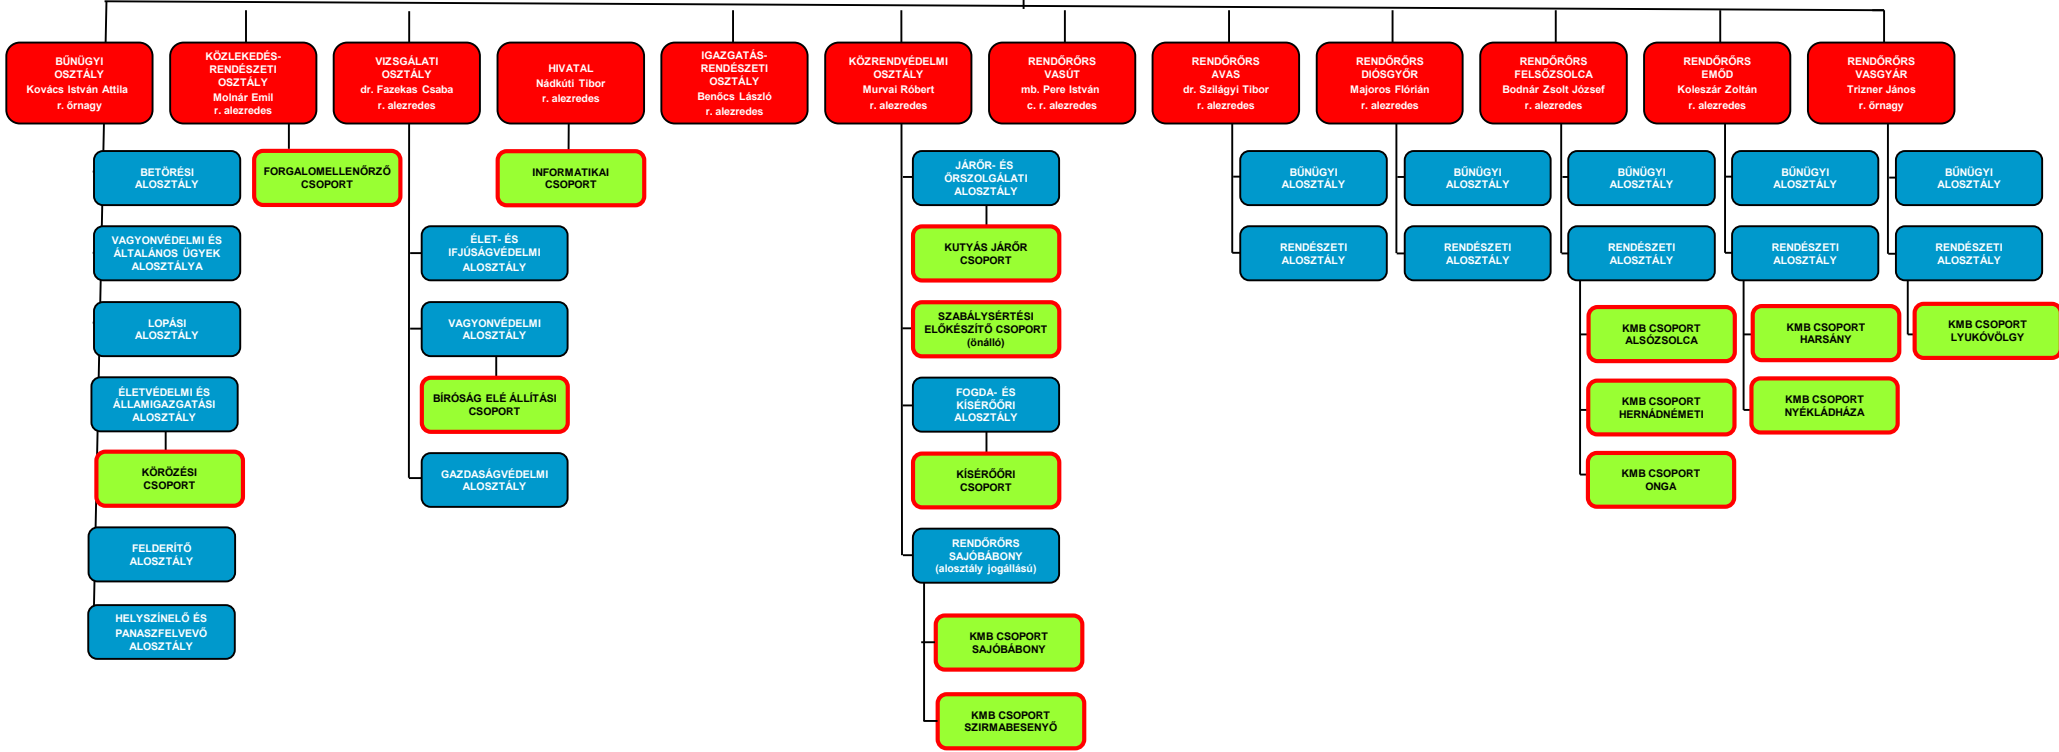 BŰNÜGYI
OSZTÁLY
Kovács István Attila
r. őrnagy
KÖZLEKEDÉS-
RENDÉSZETI
OSZTÁLY
Molnár Emil
r. alezredes
VIZSGÁLATI
OSZTÁLY
dr. Fazekas Csaba
r. alezredes
HIVATAL
Nádkúti Tibor
r. alezredes
IGAZGATÁS-
RENDÉSZETI
OSZTÁLY
Benőcs László
r. alezredes
KÖZRENDVÉDELMI
OSZTÁLY
Murvai Róbert
r. alezredes
RENDŐRŐRS
VASÚT
mb. Pere István
c. r. alezredes
RENDŐRŐRS
AVAS
dr. Szilágyi Tibor
r. alezredes
RENDŐRŐRS
DIÓSGYŐR
Majoros Flórián
r. alezredes
RENDŐRŐRS
FELSŐZSOLCA
Bodnár Zsolt József
r. alezredes
RENDŐRŐRS
EMŐD
Koleszár Zoltán
r. alezredes
RENDŐRŐRS
VASGYÁR
Trizner János
r. őrnagy
BETÖRÉSI
ALOSZTÁLY
VAGYONVÉDELMI ÉS
ÁLTALÁNOS ÜGYEK
ALOSZTÁLYA
LOPÁSI
ALOSZTÁLY
ÉLETVÉDELMI ÉS
ÁLLAMIGAZGATÁSI
ALOSZTÁLY
KÖRÖZÉSI
CSOPORT
FELDERÍTŐ
ALOSZTÁLY
HELYSZÍNELŐ ÉS
PANASZFELVEVŐ
ALOSZTÁLY
FORGALOMELLENŐRZŐ
CSOPORT
ÉLET- ÉS
IFJÚSÁGVÉDELMI
ALOSZTÁLY
VAGYONVÉDELMI
ALOSZTÁLY
BÍRÓSÁG ELÉ ÁLLÍTÁSI
CSOPORT
GAZDASÁGVÉDELMI
ALOSZTÁLY
INFORMATIKAI
CSOPORT
JÁRŐR- ÉS
ŐRSZOLGÁLATI
ALOSZTÁLY
KUTYÁS JÁRŐR
CSOPORT
SZABÁLYSÉRTÉSI
ELŐKÉSZÍTŐ CSOPORT
(önálló)
FOGDA- ÉS
KÍSÉRŐŐRI
ALOSZTÁLY
KÍSÉRŐŐRI
CSOPORT
RENDŐRŐRS
SAJÓBÁBONY
(alosztály jogállású)
KMB CSOPORT
SAJÓBÁBONY
KMB CSOPORT
SZIRMABESENYŐ
BŰNÜGYI
ALOSZTÁLY
RENDÉSZETI
ALOSZTÁLY
BŰNÜGYI
ALOSZTÁLY
RENDÉSZETI
ALOSZTÁLY
BŰNÜGYI
ALOSZTÁLY
RENDÉSZETI
ALOSZTÁLY
KMB CSOPORT
ALSÓZSOLCA
KMB CSOPORT
HERNÁDNÉMETI
KMB CSOPORT
ONGA
BŰNÜGYI
ALOSZTÁLY
RENDÉSZETI
ALOSZTÁLY
KMB CSOPORT
HARSÁNY
KMB CSOPORT
NYÉKLÁDHÁZA
BŰNÜGYI
ALOSZTÁLY
RENDÉSZETI
ALOSZTÁLY
KMB CSOPORT
LYUKÓVÖLGY